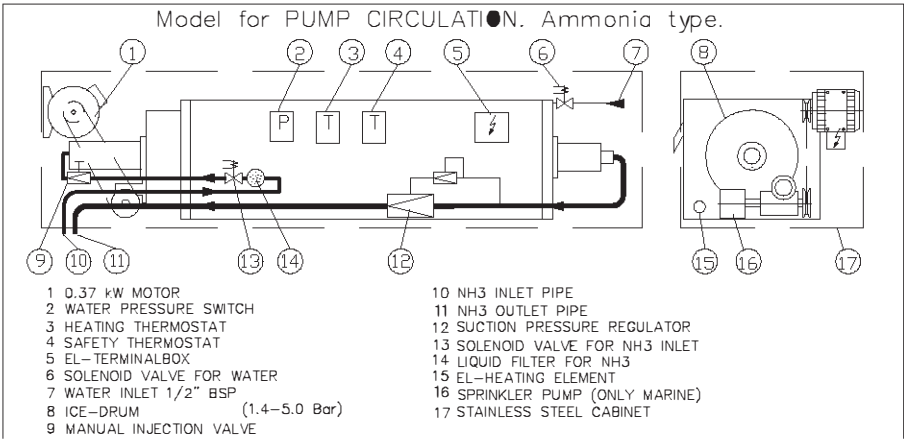 Model for PUMP CIRCULATION. Ammonia type.
1 2 3 4 5 6 7 8
P T T
T
9 10 11 13 14 12 15 16 17
1 0.37 kW MOTOR
2 WATER PRESSURE SWITCH
3 HEATING THERMOSTAT
4 SAFETY THERMOSTAT
5 EL-TERMINALBOX
6 SOLENOID VALVE FOR WATER
7 WATER INLET 1/2" BSP
8 ICE-DRUM (1.4-5.0 Bar)
9 MANUAL INJECTION VALVE
10 NH3 INLET PIPE
11 NH3 OUTLET PIPE
12 SUCTION PRESSURE REGULATOR
13 SOLENOID VALVE FOR NH3 INLET
14 LIQUID FILTER FOR NH3
15 EL-HEATING ELEMENT
16 SPRINKLER PUMP (ONLY MARINE)
17 STAINLESS STEEL CABINET